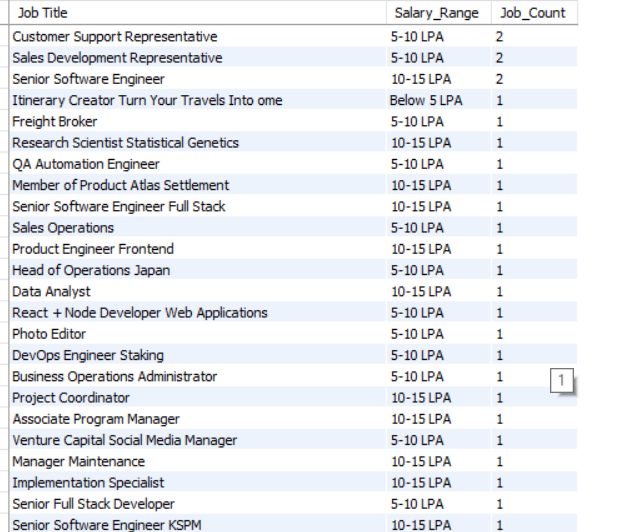 Job Title Salary_Range Job_Count
Customer Support Representative 5-10 LPA 2
Sales Development Representative 5-10 LPA 2
Senior Software Engineer 10-15 LPA 2
Itinerary Creator Turn Your Travels Into ome Below 5 LPA 1
Freight Broker 5-10 LPA 1
Research Scientist Statistical Genetics 10-15 LPA 1
QA Automation Engineer 5-10 LPA 1
Member of Product Atlas Settlement 10-15 LPA 1
Senior Software Engineer Full Stack 10-15 LPA 1
Sales Operations 5-10 LPA 1
Product Engineer Frontend 10-15 LPA 1
Head of Operations Japan 5-10 LPA 1
Data Analyst 10-15 LPA 1
React + Node Developer Web Applications 5-10 LPA 1
Photo Editor 5-10 LPA 1
DevOps Engineer Staking 5-10 LPA 1
Business Operations Administrator 5-10 LPA 1 1
Project Coordinator 10-15 LPA 1
Associate Program Manager 10-15 LPA 1
Venture Capital Social Media Manager 5-10 LPA 1
Manager Maintenance 10-15 LPA 1
Implementation Specialist 10-15 LPA 1
Senior Full Stack Developer 5-10 LPA 1
Senior Software Engineer KSPM 10-15 LPA 1